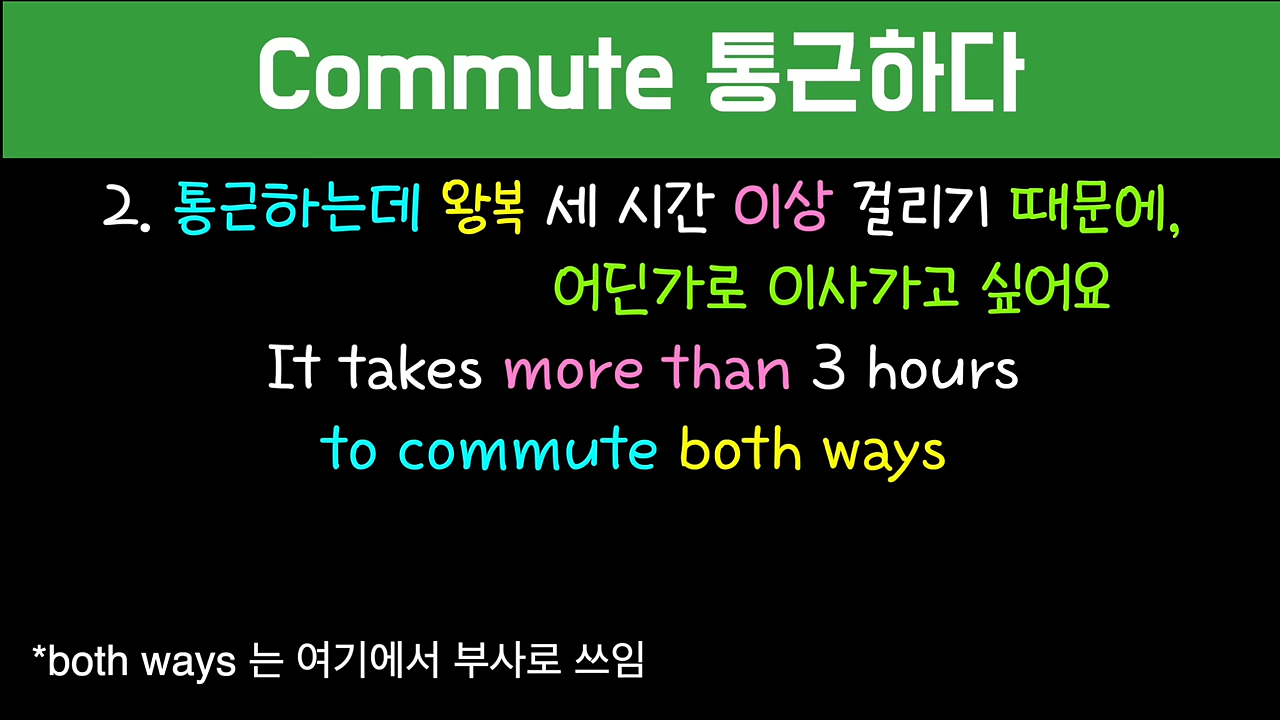 Commute 통근하다
2. 통근하는데 왕복 세 시간 이상 걸리기 때문에,
어딘가로 이사가고 싶어요
It takes more than 3 hours
to commute both ways
*both ways 는 여기에서 부사로 쓰임